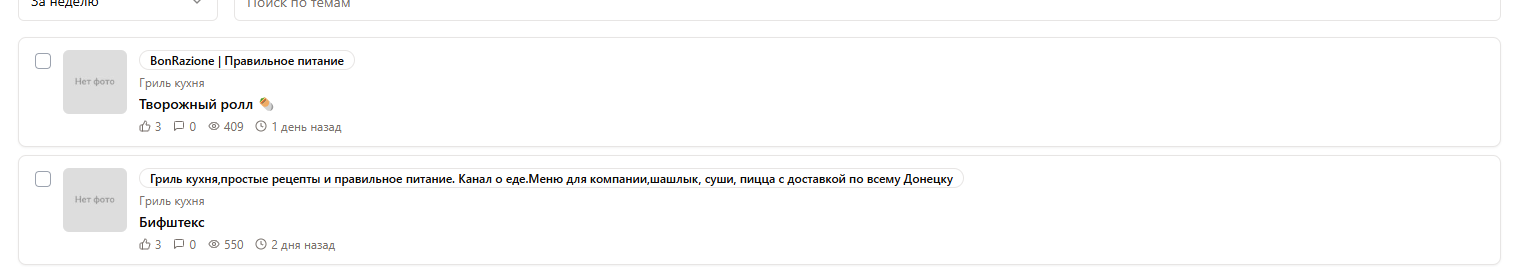 За неделю
Поиск по темам
Нет фото
BonRazione | Правильное питание
Гриль кухня
Творожный ролл 🌯
3 0 409 1 день назад
Нет фото
Гриль кухня,простые рецепты и правильное питание. Канал о еде.Меню для компании,шашлык, суши, пицца с доставкой по всему Донецку
Гриль кухня
Бифштекс
3 0 550 2 дня назад